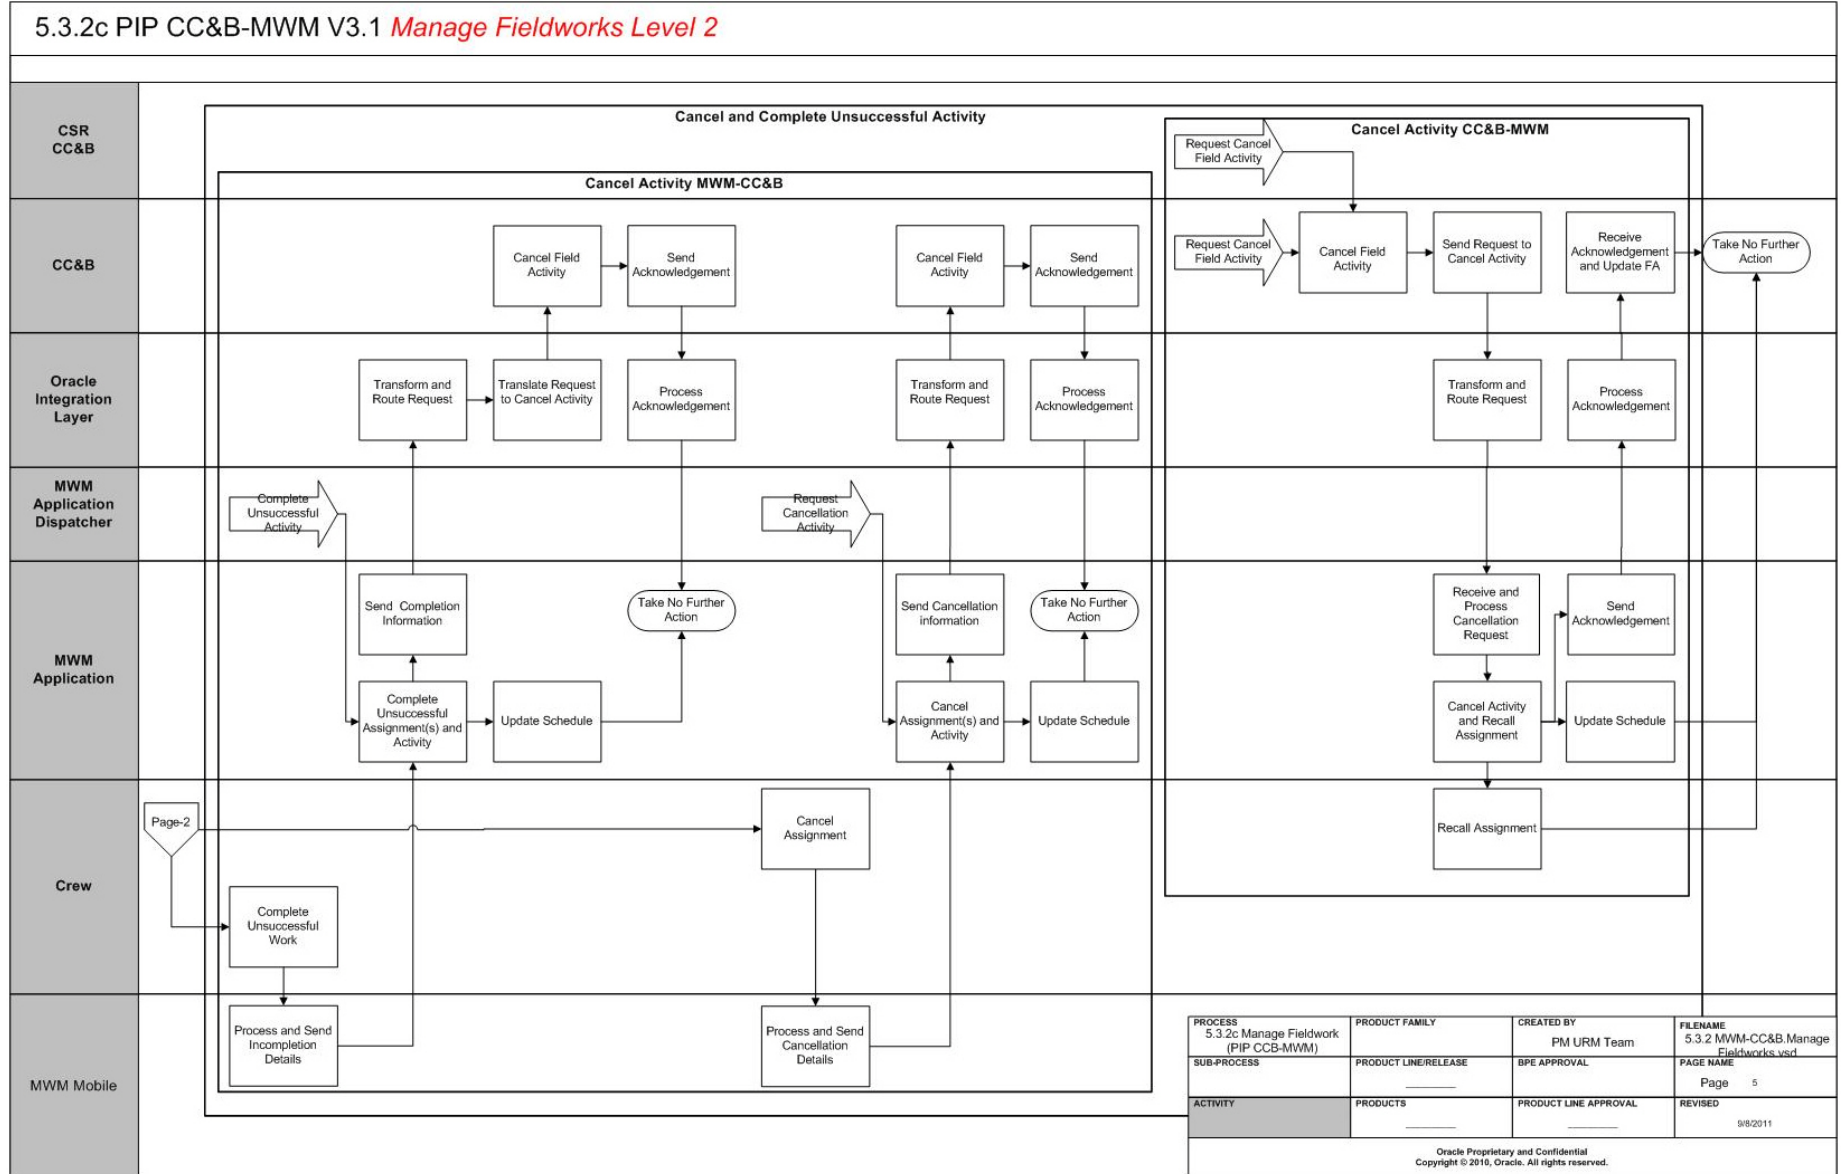 5.3.2c PIP CC&B-MWM V3.1 Manage Fieldworks Level 2
CSR
CC&B
Cancel and Complete Unsuccessful Activity
Cancel Activity CC&B-MWM
Request Cancel
Field Activity
Cancel Activity MWM-CC&B
CC&B
Cancel Field
Activity
Send
Acknowledgement
Cancel Field
Activity
Send
Acknowledgement
Request Cancel
Field Activity
Cancel Field
Activity
Send Request to
Cancel Activity
Receive
Acknowledgement
and Update FA
Take No Further
Action
Oracle
Integration
Layer
Transform and
Route Request
Translate Request
to Cancel Activity
Process
Acknowledgement
Transform and
Route Request
Process
Acknowledgement
Transform and
Route Request
Process
Acknowledgement
MWM
Application
Dispatcher
Complete
Unsuccessful
Activity
Request
Cancellation
Activity
MWM
Application
Send Completion
Information
Take No Further
Action
Send Cancellation
information
Take No Further
Action
Receive and
Process
Cancellation
Request
Send
Acknowledgement
Complete
Unsuccessful
Assignment(s) and
Activity
Update Schedule
Cancel
Assignment(s) and
Activity
Update Schedule
Cancel Activity
and Recall
Assignment
Update Schedule
Crew
Page-2
Cancel
Assignment
Recall Assignment
Complete
Unsuccessful
Work
MWM Mobile
Process and Send
Incompletion
Details
Process and Send
Cancellation
Details
PROCESS
5.3.2c Manage Fieldwork
(PIP CCB-MWM)
PRODUCT FAMILY
CREATED BY
PM URM Team
FILENAME
5.3.2 MWM-CC&B.Manage
Fieldworks.vsd
SUB-PROCESS
PRODUCT LINE/RELEASE
BPE APPROVAL
PAGE NAME
Page 5
ACTIVITY
PRODUCTS
PRODUCT LINE APPROVAL
REVISED
9/8/2011
Oracle Proprietary and Confidential
Copyright © 2010, Oracle. All rights reserved.